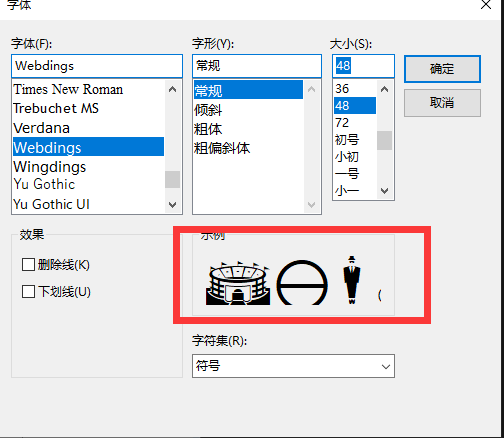 字体
字体(F):
Webdings
Times New Roman
Trebuchet MS
Verdana
Webdings
Wingdings
Yu Gothic
Yu Gothic UI
字形(Y):
常规
常规
倾斜
粗体
粗偏斜体
大小(S):
48
36
48
72
初号
小初
一号
小一
确定
取消
效果
删除线(K)
下划线(U)
示例
(
字符集(R):
符号